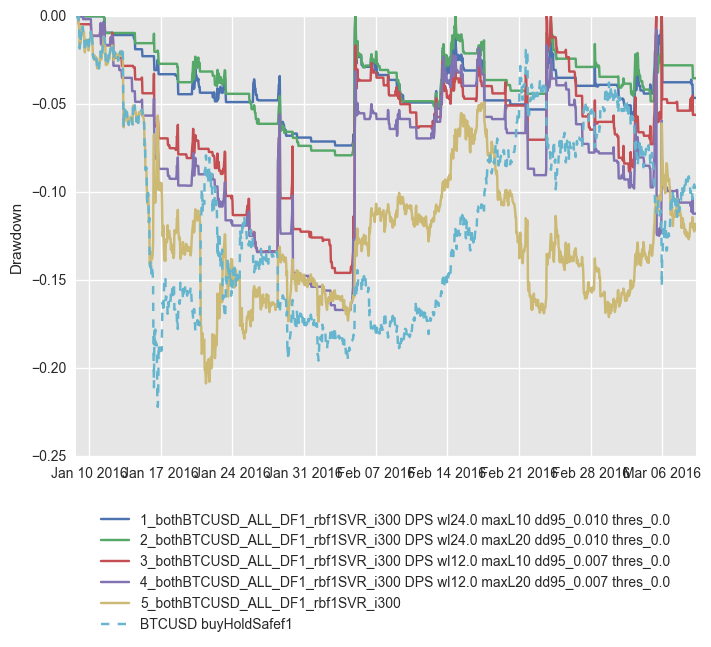 0.00
−0.05
−0.10
−0.15
−0.20
−0.25
Drawdown
Jan 10 2016 Jan 17 2016 Jan 24 2016 Jan 31 2016 Feb 07 2016 Feb 14 2016 Feb 21 2016 Feb 28 2016 Mar 06 2016
1_bothBTCUSD_ALL_DF1_rbf1SVR_i300 DPS wl24.0 maxL10 dd95_0.010 thres_0.0
2_bothBTCUSD_ALL_DF1_rbf1SVR_i300 DPS wl24.0 maxL20 dd95_0.010 thres_0.0
3_bothBTCUSD_ALL_DF1_rbf1SVR_i300 DPS wl12.0 maxL10 dd95_0.007 thres_0.0
4_bothBTCUSD_ALL_DF1_rbf1SVR_i300 DPS wl12.0 maxL20 dd95_0.007 thres_0.0
5_bothBTCUSD_ALL_DF1_rbf1SVR_i300
BTCUSD buyHoldSafef1